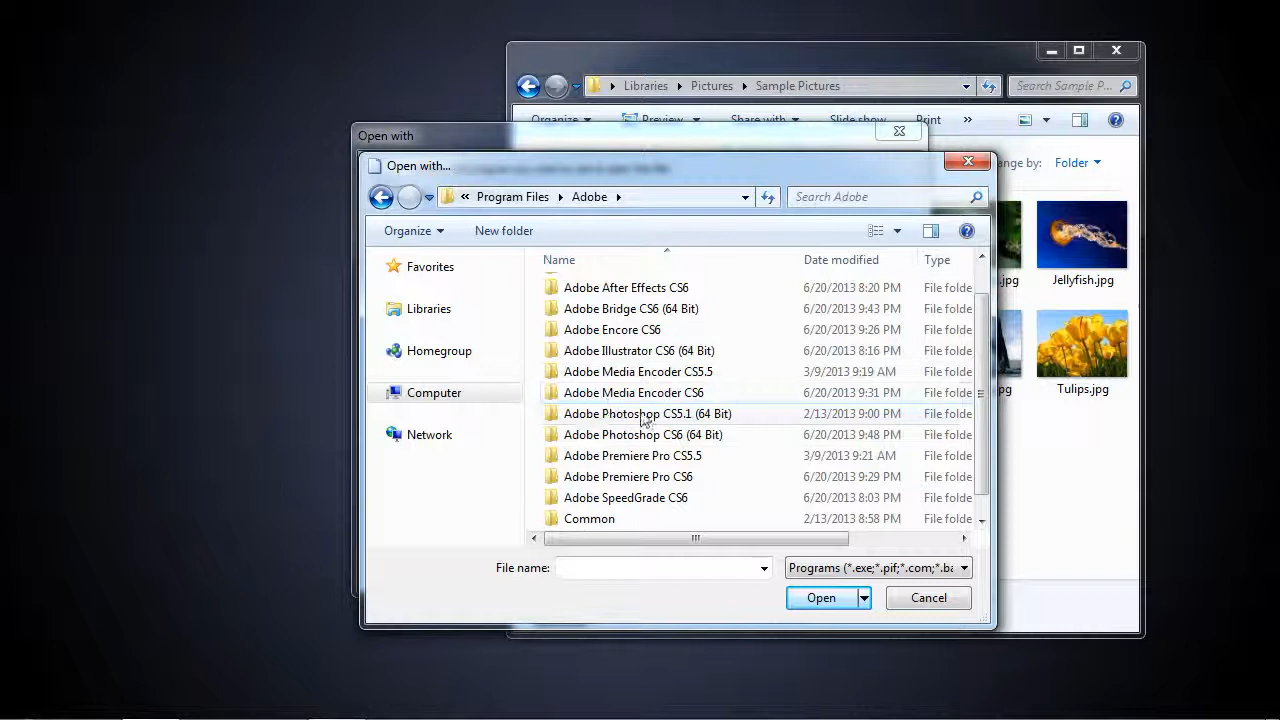 Libraries Pictures Sample Pictures Search Sample P...
Organize Preview Share with Slide show Print »
Open with
Open with...
Folder
« Program Files Adobe Search Adobe
Organize New folder
Name Date modified Type
Favorites
Libraries
Homegroup
Computer
Network
Adobe After Effects CS6 6/20/2013 8:20 PM File folde
Adobe Bridge CS6 (64 Bit) 6/20/2013 9:43 PM File folde
Adobe Encore CS6 6/20/2013 9:26 PM File folde
Adobe Illustrator CS6 (64 Bit) 6/20/2013 8:16 PM File folde
Adobe Media Encoder CS5.5 3/9/2013 9:19 AM File folde
Adobe Media Encoder CS6 6/20/2013 9:31 PM File folde
Adobe Photoshop CS5.1 (64 Bit) 2/13/2013 9:00 PM File folde
Adobe Photoshop CS6 (64 Bit) 6/20/2013 9:48 PM File folde
Adobe Premiere Pro CS5.5 3/9/2013 9:21 AM File folde
Adobe Premiere Pro CS6 6/20/2013 9:29 PM File folde
Adobe SpeedGrade CS6 6/20/2013 8:03 PM File folde
Common 2/13/2013 8:58 PM File folde
.jpg Jellyfish.jpg
.jpg Tulips.jpg
File name: Programs (*.exe;*.pif;*.com;*.ba
Open Cancel